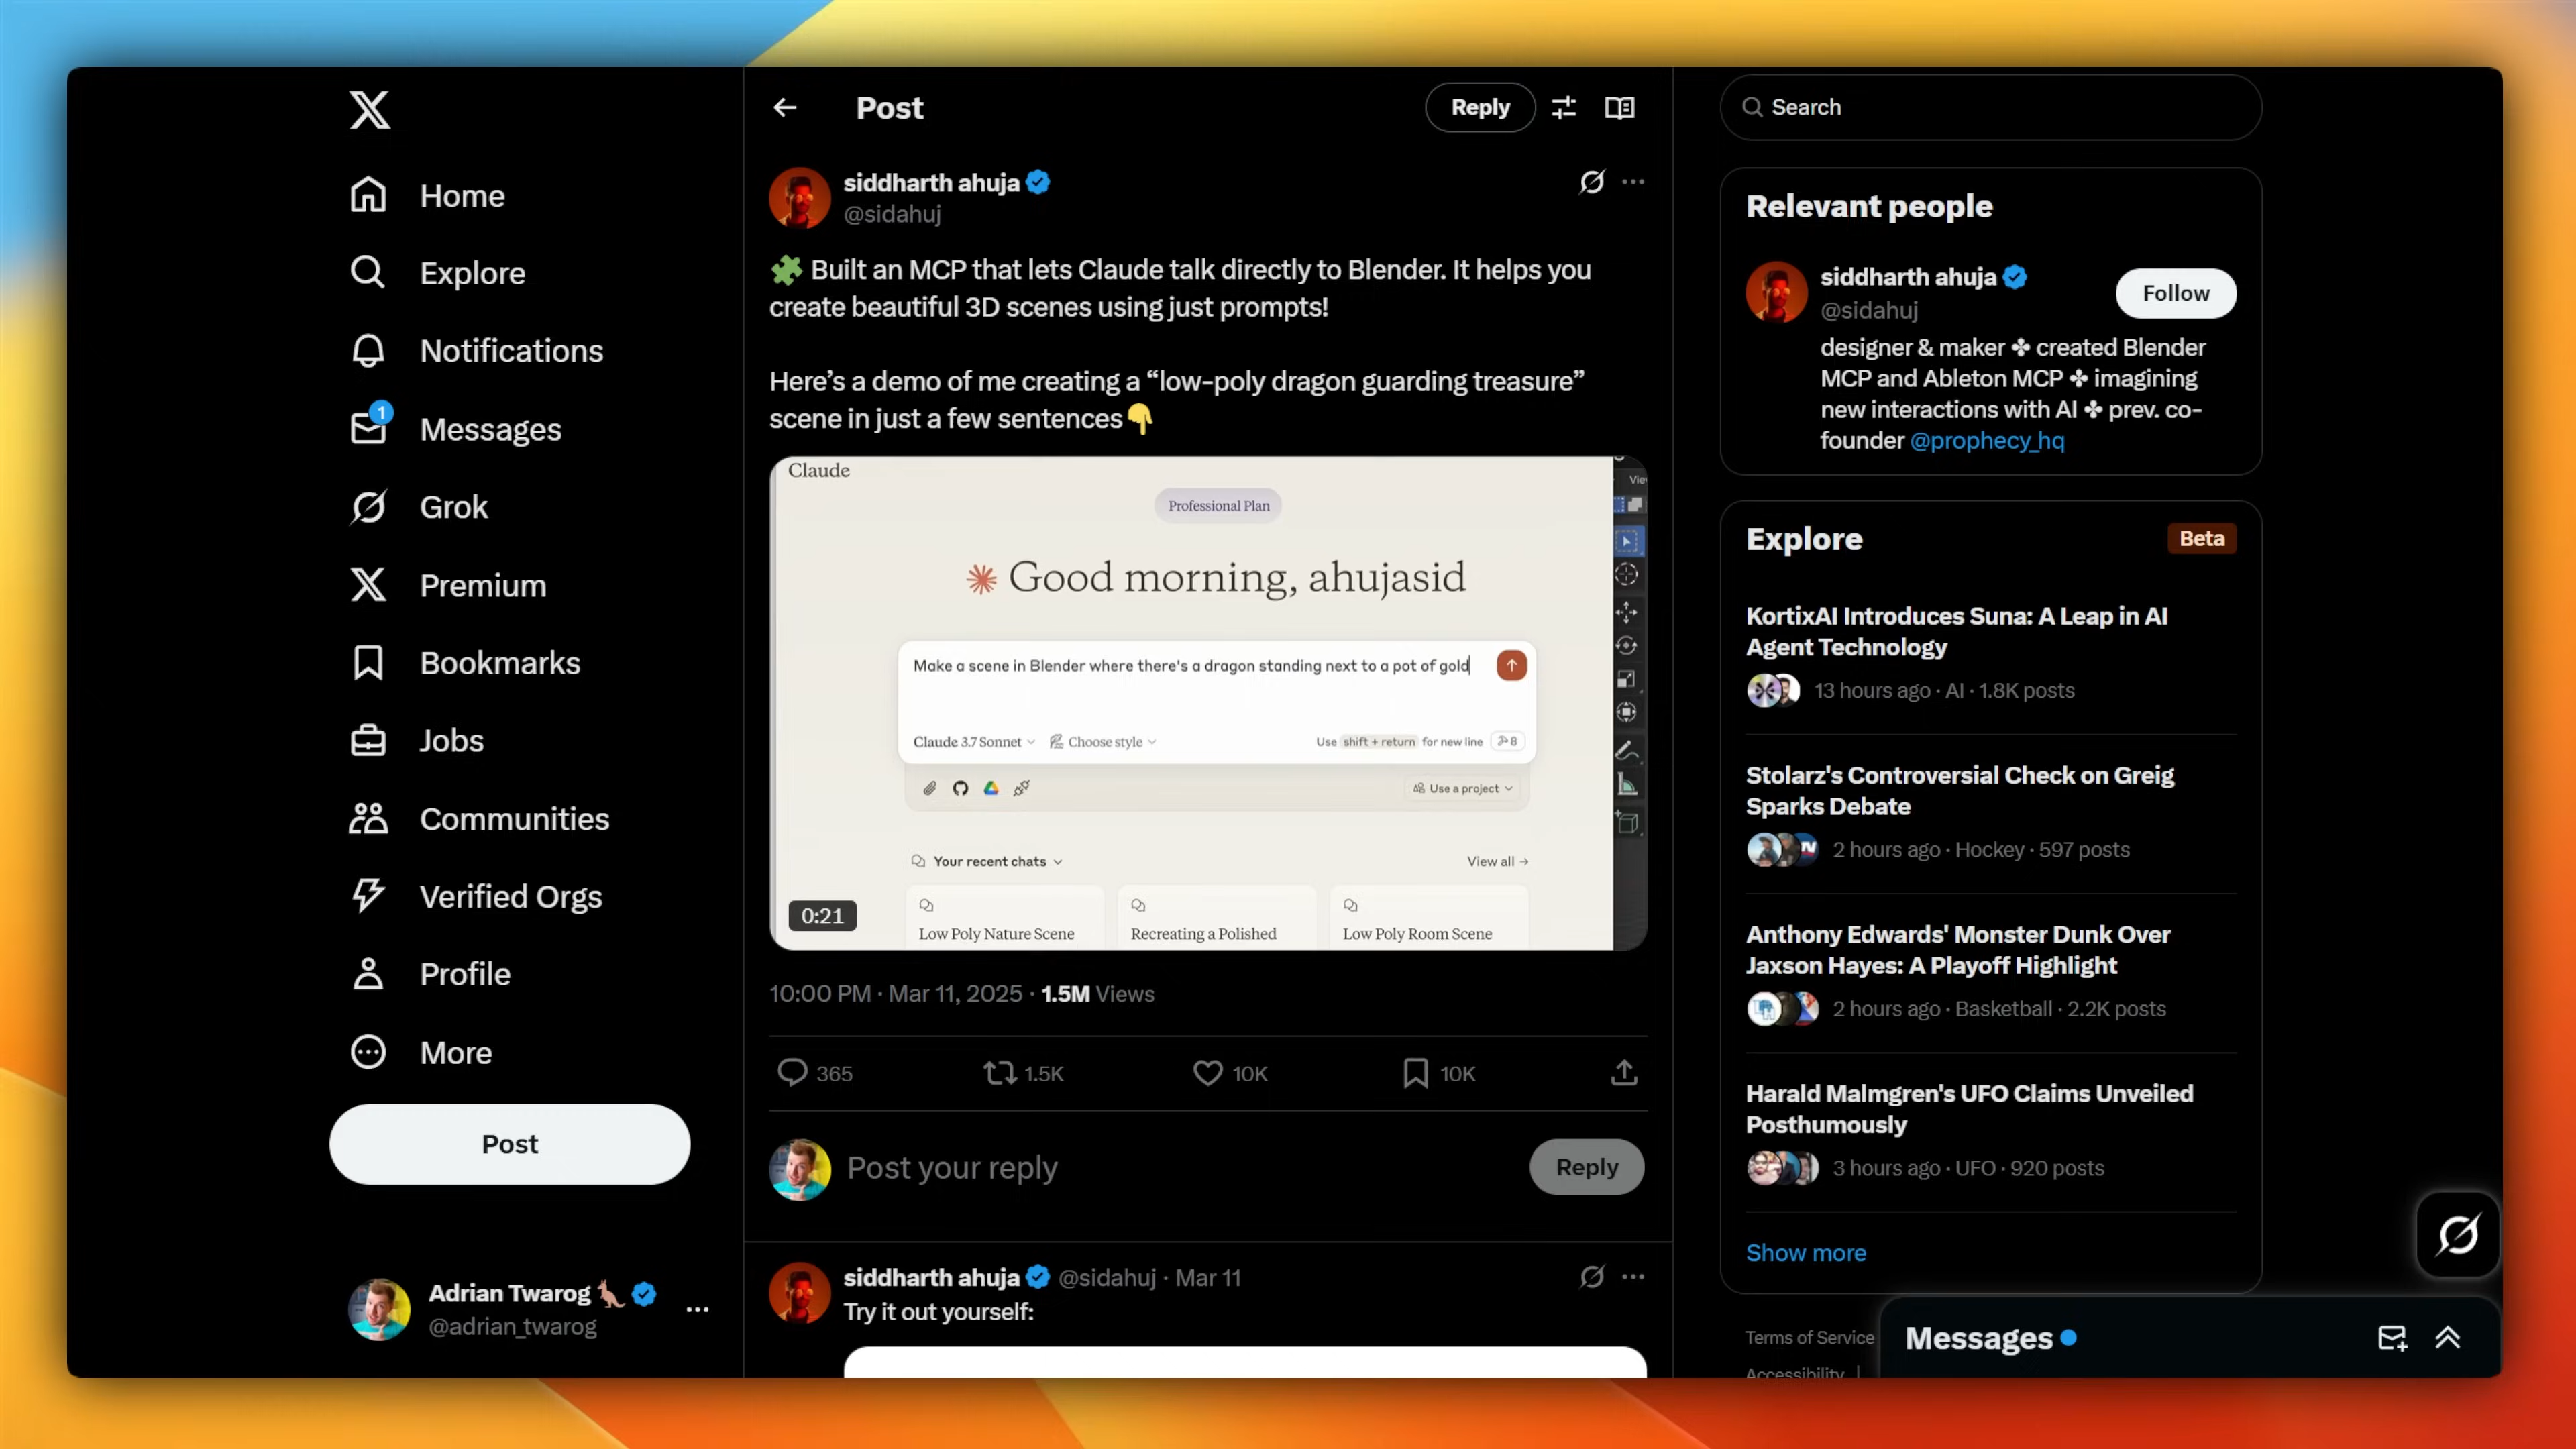 Home
Explore
Notifications
1
Messages
Grok
Premium
Bookmarks
Jobs
Communities
Verified Orgs
Profile
More
Post
Adrian Twarog
@adrian_twarog
Post
Reply
siddharth ahuja
@sidahuj
Built an MCP that lets Claude talk directly to Blender. It helps you
create beautiful 3D scenes using just prompts!
Here’s a demo of me creating a “low-poly dragon guarding treasure”
scene in just a few sentences
Claude
Professional Plan
Good morning, ahujasid
Make a scene in Blender where there's a dragon standing next to a pot of gold
Claude 3.7 Sonnet
Choose style
Use shift + return for new line
8
Use a project
Your recent chats
View all →
Low Poly Nature Scene
Recreating a Polished
Low Poly Room Scene
0:21
10:00 PM · Mar 11, 2025 · 1.5M Views
365
1.5K
10K
10K
Post your reply
Reply
siddharth ahuja @sidahuj · Mar 11
Try it out yourself:
Search
Relevant people
siddharth ahuja
@sidahuj
Follow
designer & maker ✤ created Blender
MCP and Ableton MCP ✤ imagining
new interactions with AI ✤ prev. co-
founder @prophecy_hq
Explore
Beta
KortixAI Introduces Suna: A Leap in AI
Agent Technology
13 hours ago · AI · 1.8K posts
Stolarz's Controversial Check on Greig
Sparks Debate
2 hours ago · Hockey · 597 posts
Anthony Edwards' Monster Dunk Over
Jaxson Hayes: A Playoff Highlight
2 hours ago · Basketball · 2.2K posts
Harald Malmgren's UFO Claims Unveiled
Posthumously
3 hours ago · UFO · 920 posts
Show more
Terms of Service
Accessibility |
Messages